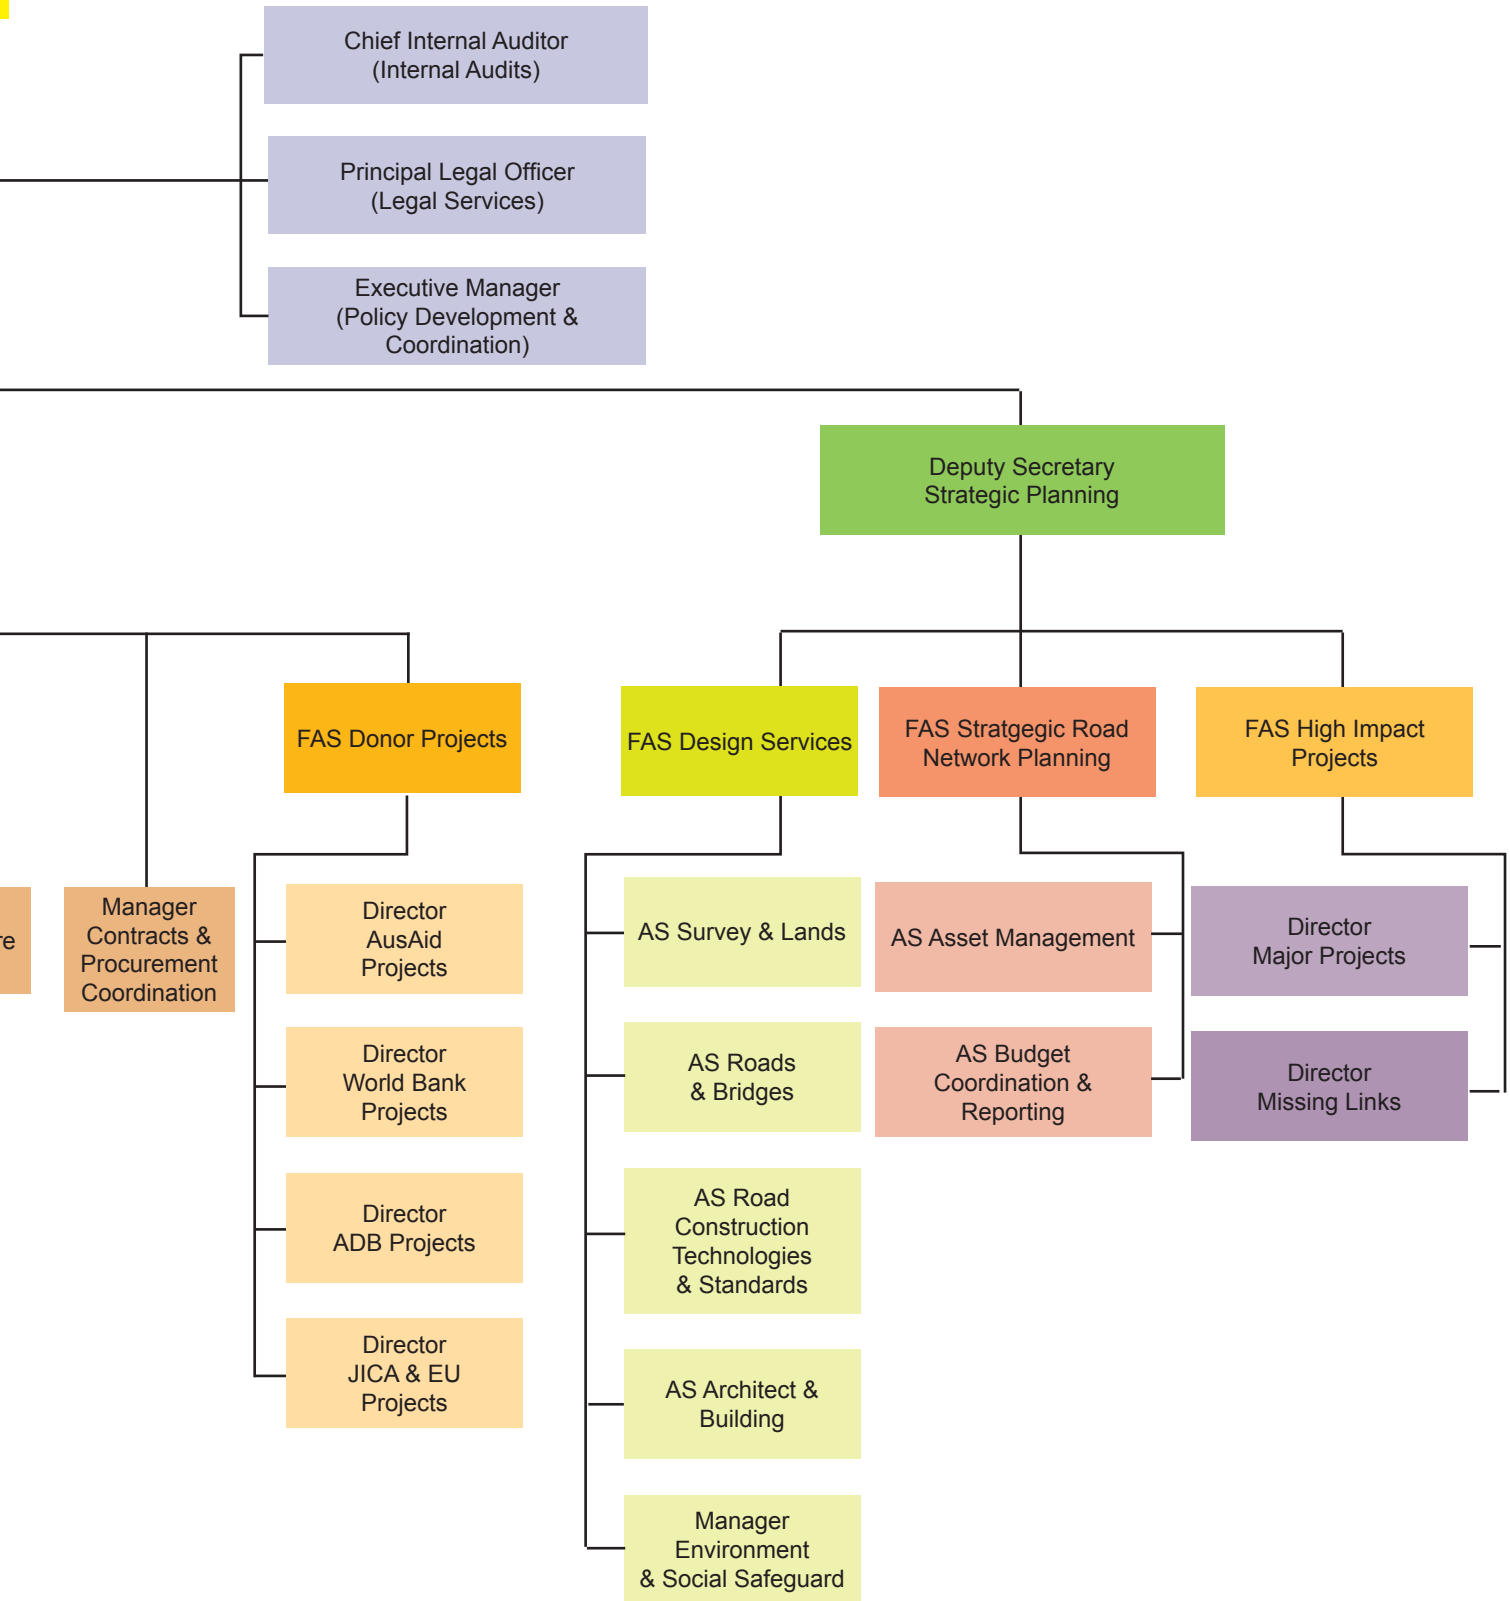 Chief Internal Auditor
(Internal Audits)
Principal Legal Officer
(Legal Services)
Executive Manager
(Policy Development &
Coordination)
Deputy Secretary
Strategic Planning
FAS Donor Projects
FAS Design Services
FAS Stratgegic Road
Network Planning
FAS High Impact
Projects
re
Manager
Contracts &
Procurement
Coordination
Director
AusAid
Projects
Director
World Bank
Projects
Director
ADB Projects
Director
JICA & EU
Projects
AS Survey & Lands
AS Roads
& Bridges
AS Road
Construction
Technologies
& Standards
AS Architect &
Building
Manager
Environment
& Social Safeguard
AS Asset Management
AS Budget
Coordination &
Reporting
Director
Major Projects
Director
Missing Links